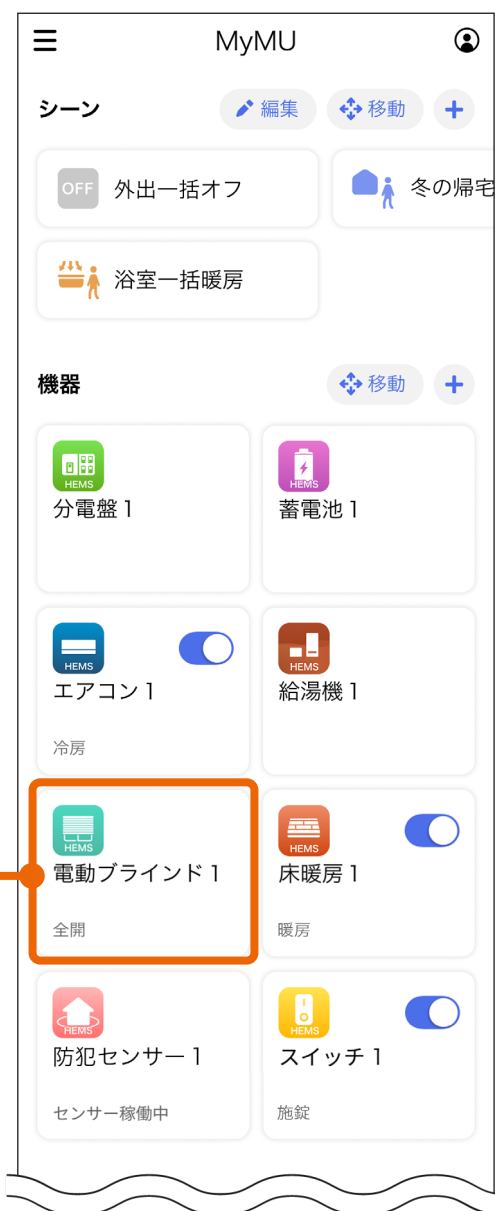 MyMU
シーン
編集
移動
OFF
外出一括オフ
冬の帰宅
浴室一括暖房
機器
移動
HEMS
分電盤 1
HEMS
蓄電池 1
HEMS
エアコン 1
冷房
HEMS
給湯機 1
HEMS
電動ブラインド 1
全開
HEMS
床暖房 1
暖房
HEMS
防犯センサー 1
センサー稼働中
HEMS
スイッチ 1
施錠